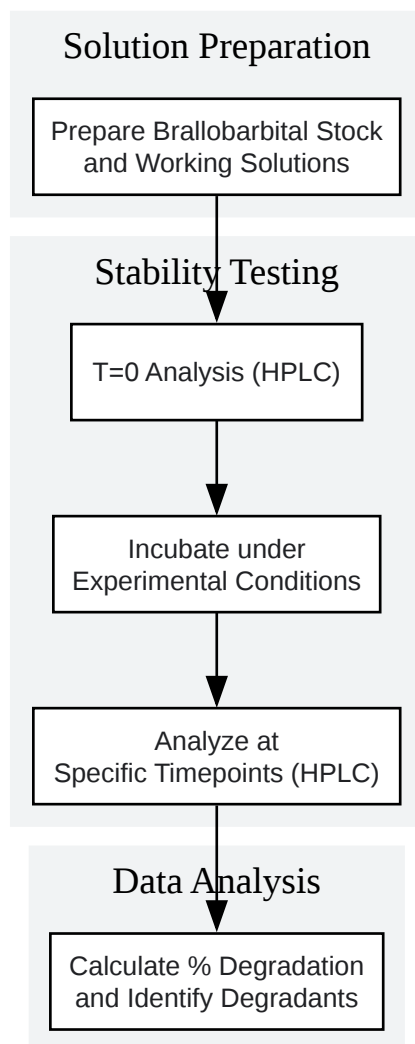 Solution Preparation
Prepare Brallobarbital Stock
and Working Solutions
Stability Testing
T=0 Analysis (HPLC)
Incubate under
Experimental Conditions
Analyze at
Specific Timepoints (HPLC)
Data Analysis
Calculate % Degradation
and Identify Degradants